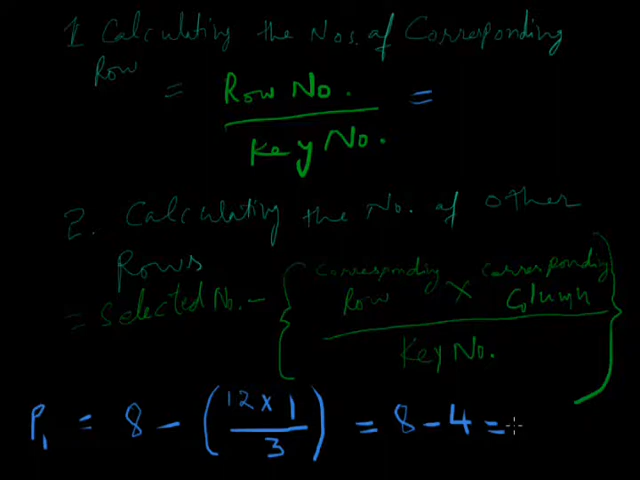 1 Calculating the Nos. of Corresponding
Row
= Row No. / Key No. =
2. Calculating the No. of other
Rows
= Selected No. - { (corresponding Row × corresponding Column) / Key No. }
P₁ = 8 - (12 × 1 / 3) = 8 - 4 =